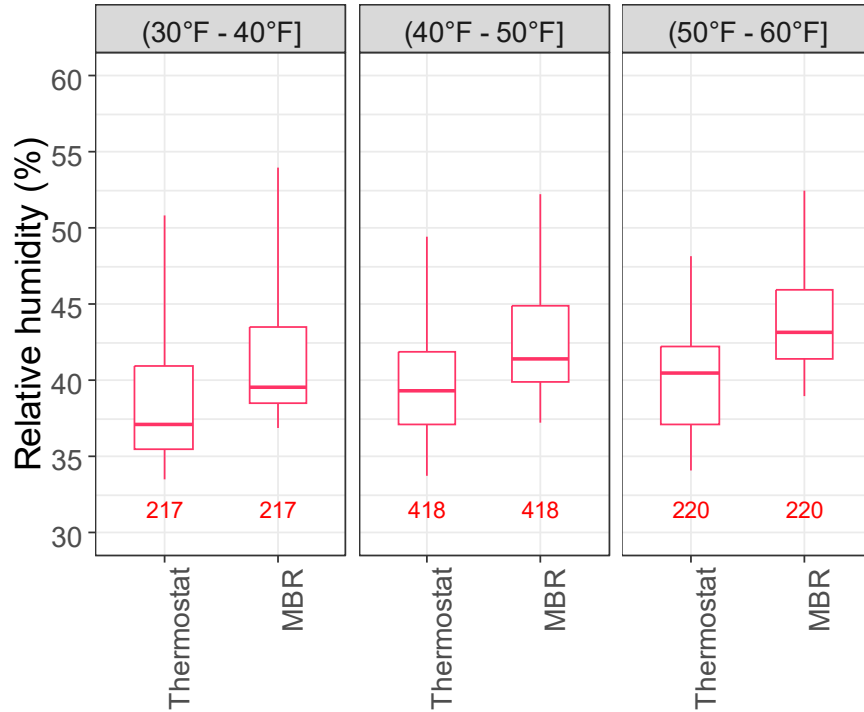 (30°F - 40°F]
(40°F - 50°F]
(50°F - 60°F]
Relative humidity (%)
60
55
50
45
40
35
30
217
217
418
418
220
220
Thermostat
MBR
Thermostat
MBR
Thermostat
MBR